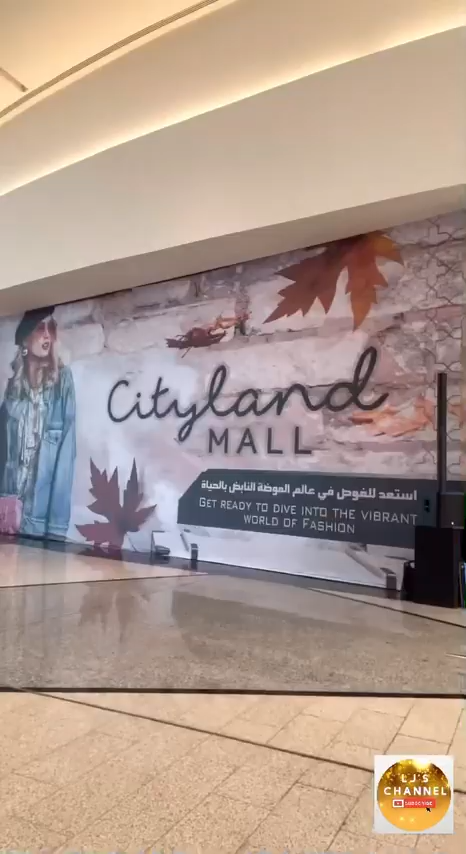 Cityland
MALL
استعد للغوص في عالم الموضة النابض بالحياة
GET READY TO DIVE INTO THE VIBRANT
WORLD OF FASHION
LJ'S
CHANNEL
SUBSCRIBE